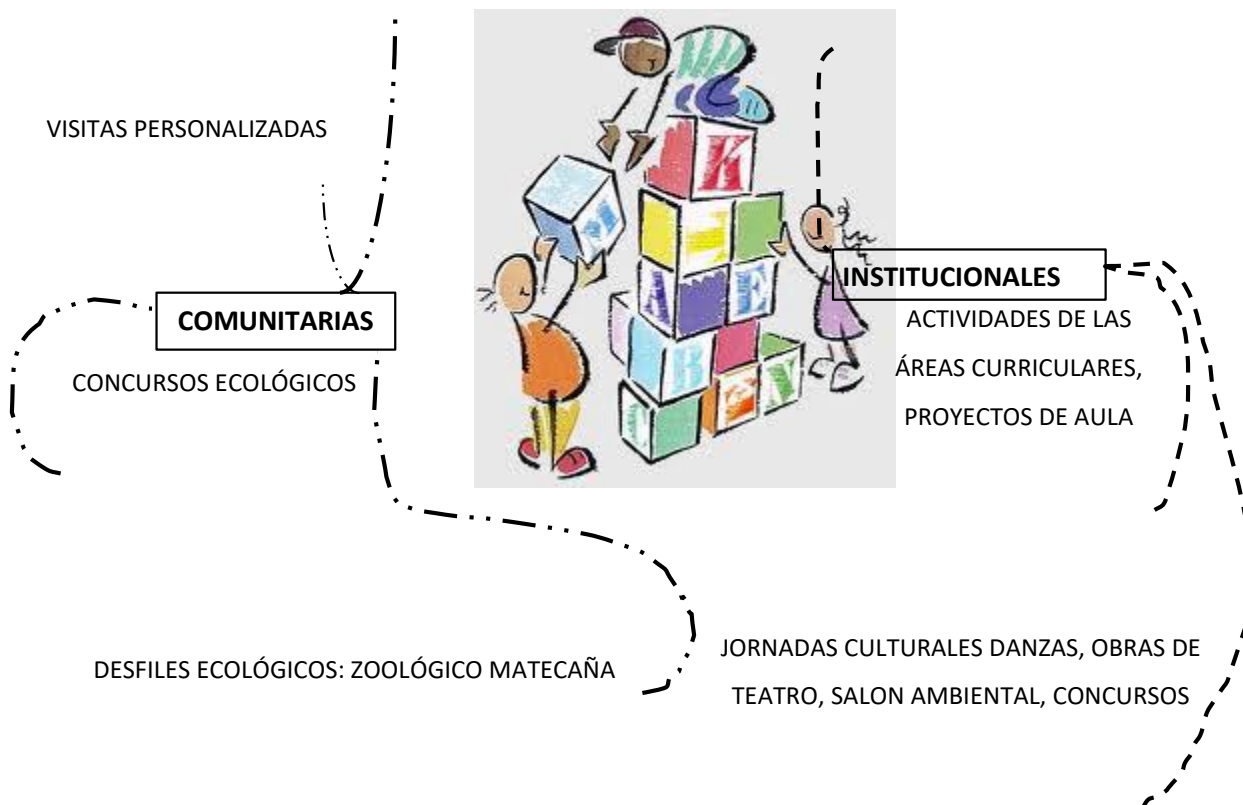 VISITAS PERSONALIZADAS
COMUNITARIAS
CONCURSOS ECOLÓGICOS
DESFILES ECOLÓGICOS: ZOOLÓGICO MATECAÑA
K
M
I
A
E
B
E
N
INSTITUCIONALES
ACTIVIDADES DE LAS
ÁREAS CURRICULARES,
PROYECTOS DE AULA
JORNADAS CULTURALES DANZAS, OBRAS DE
TEATRO, SALON AMBIENTAL, CONCURSOS